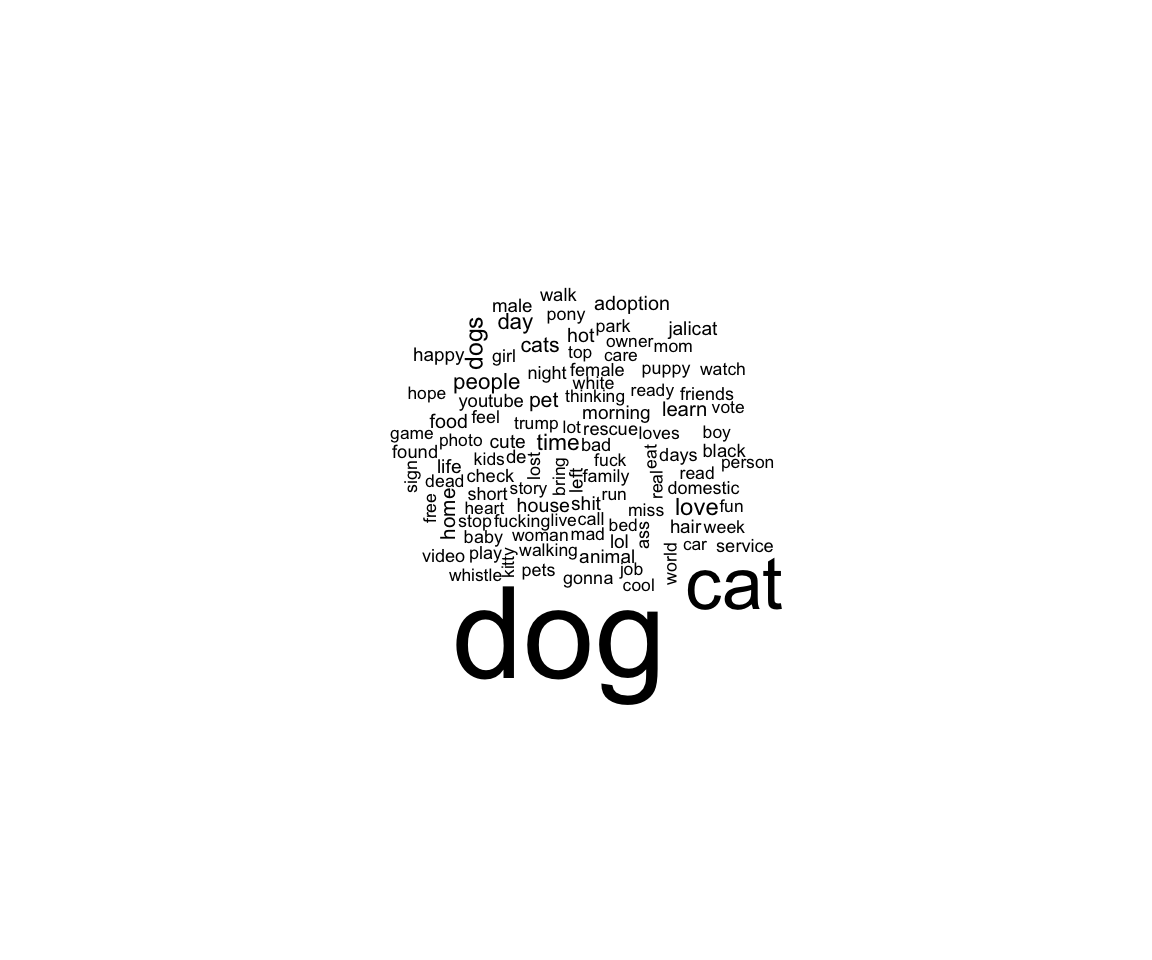 walk
male
adoption
pony
day
dogs
hot
park
jalicat
cats
owner
mom
happy
girl
top
care
night
female
puppy
watch
people
white
hope
youtube
pet
thinking
ready
friends
morning
learn
vote
food
feel
trump
lot
rescue
loves
boy
game
photo
cute
time
bad
found
kids
de
lost
eat
days
black
person
sign
life
bring
left
fuck
dead
check
family
real
read
free
home
short
story
run
domestic
heart
house
shit
miss
love
fun
stop
fucking
live
call
bed
ass
hair
week
baby
woman
mad
lol
car
service
video
play
kitty
walking
animal
world
whistle
pets
gonna
job
cool
cat
dog